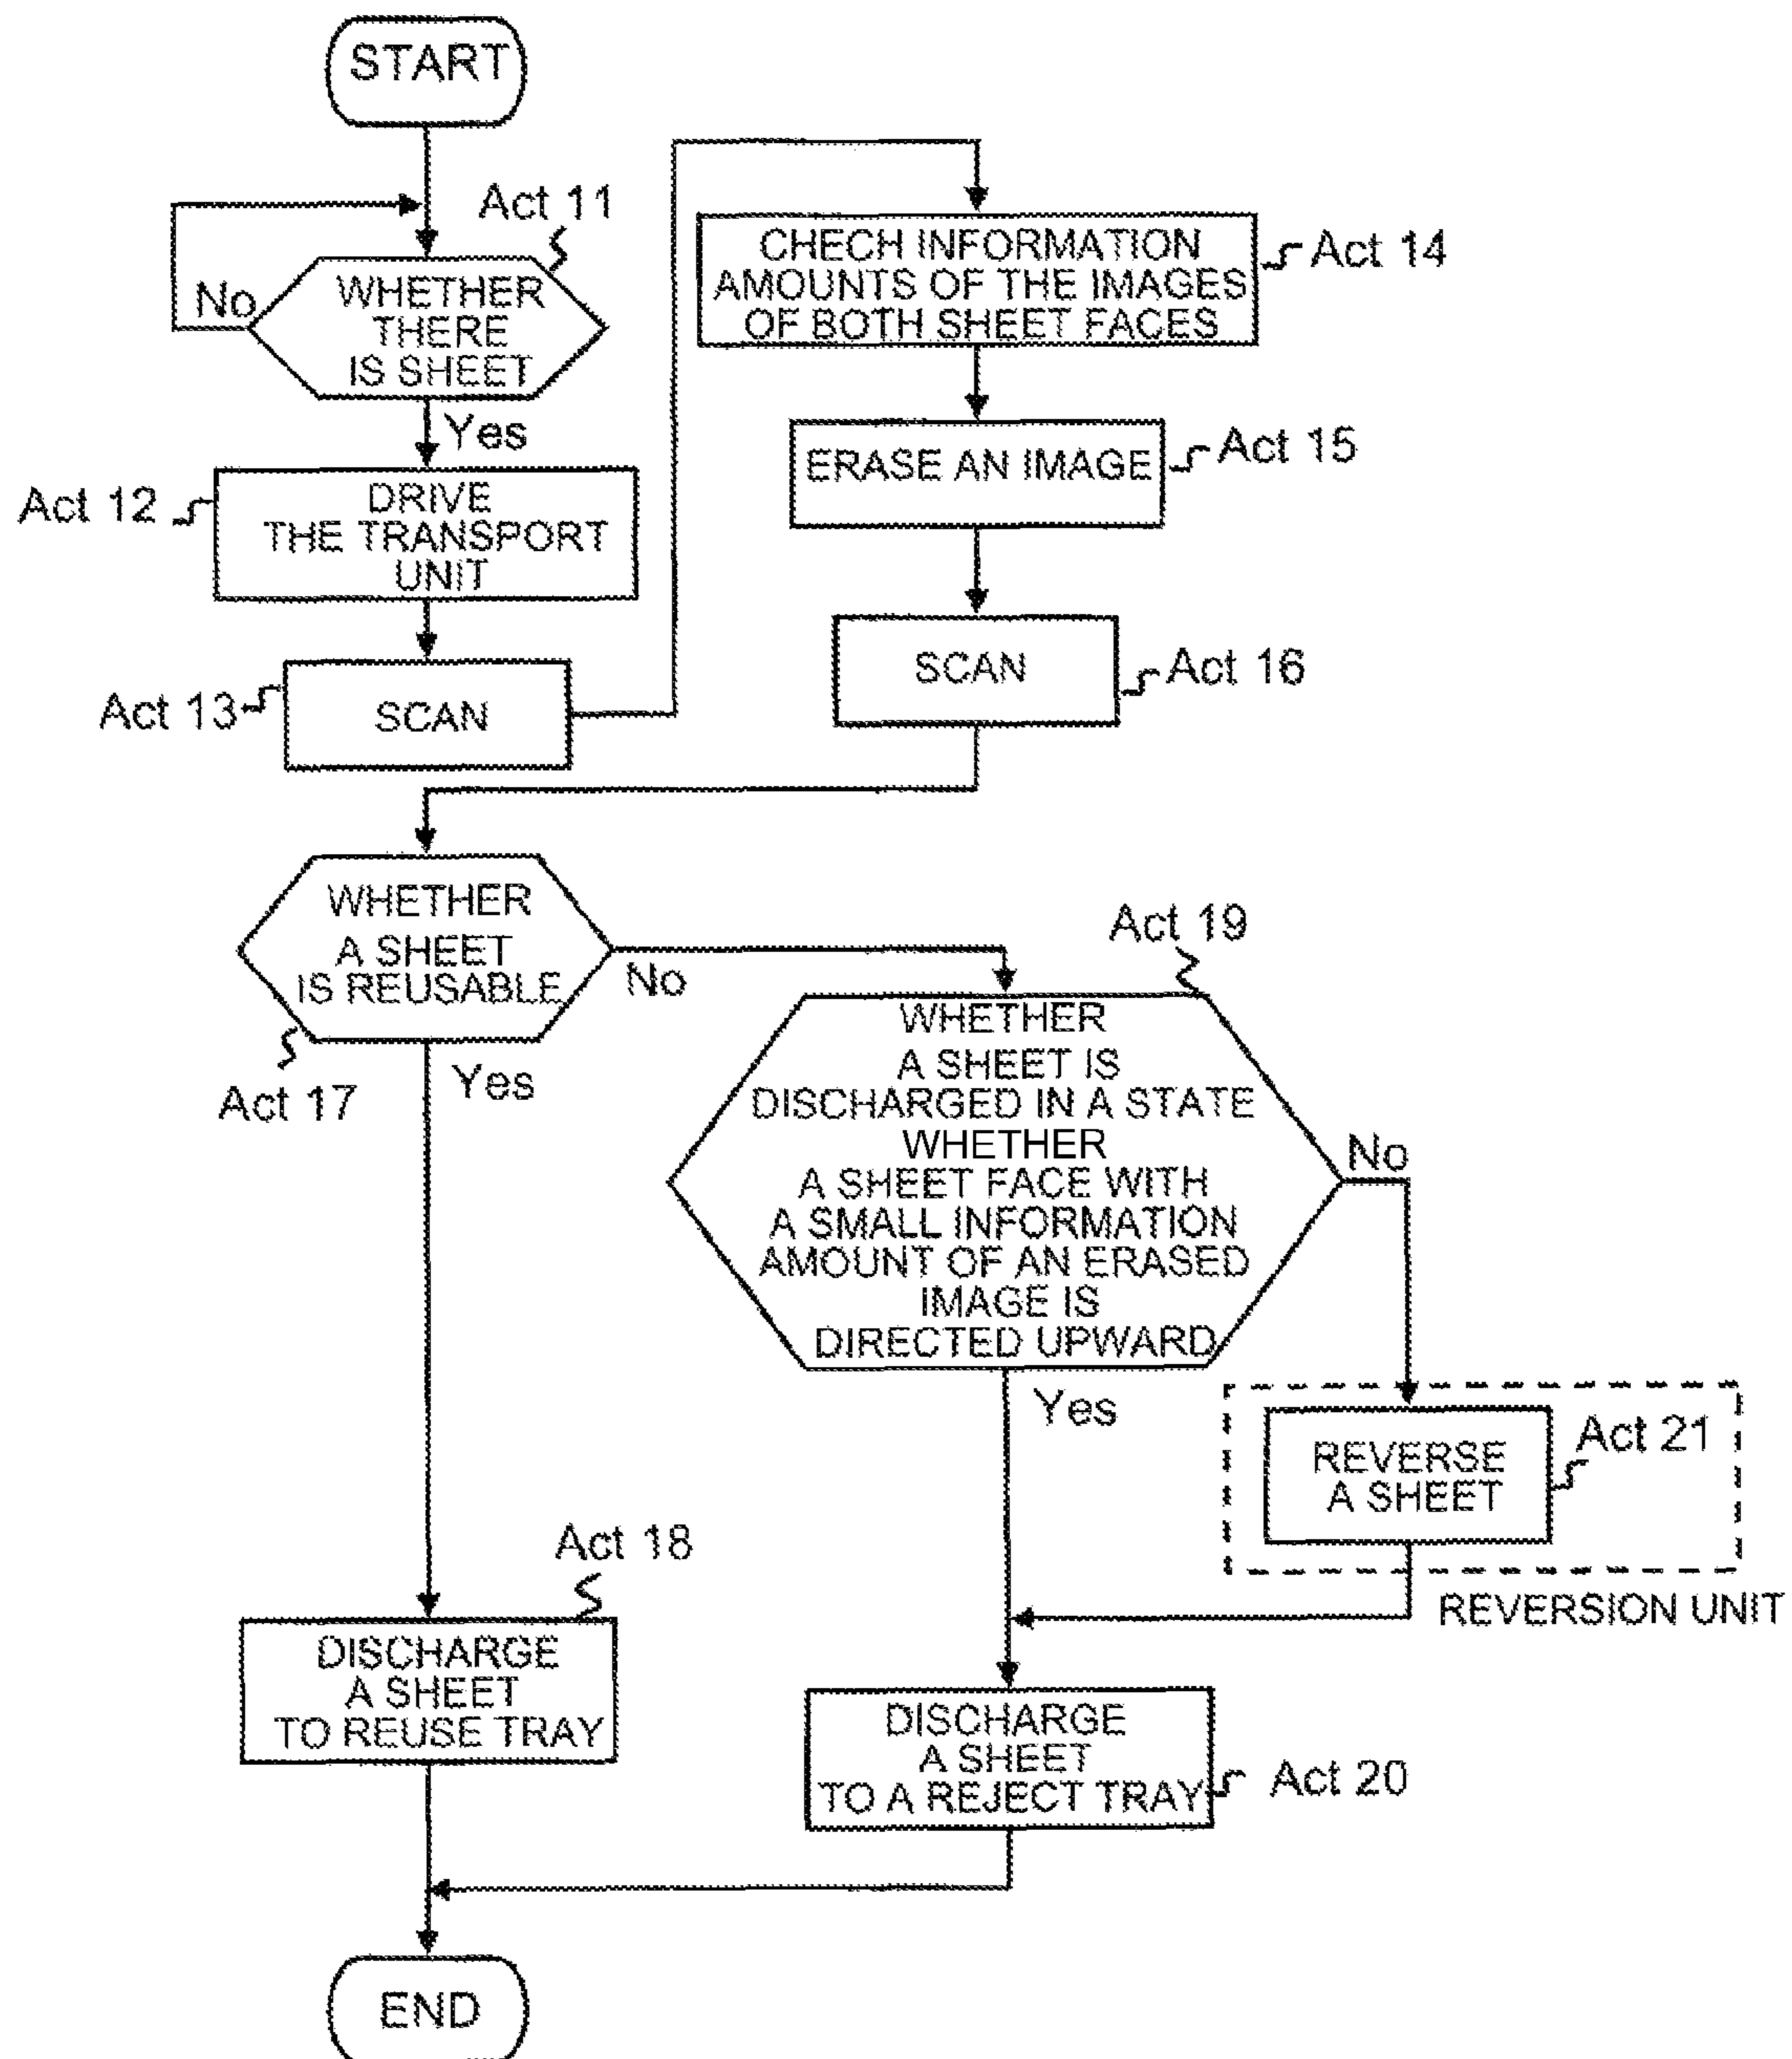 START
Act 11
No
WHETHER
THERE
IS SHEET
Yes
Act 12
DRIVE
THE TRANSPORT
UNIT
Act 13
SCAN
CHECH INFORMATION
AMOUNTS OF THE IMAGES
OF BOTH SHEET FACES
Act 14
ERASE AN IMAGE
Act 15
SCAN
Act 16
WHETHER
A SHEET
IS REUSABLE
No
Act 17
Yes
Act 19
WHETHER
A SHEET IS
DISCHARGED IN A STATE
WHETHER
A SHEET FACE WITH
A SMALL INFORMATION
AMOUNT OF AN ERASED
IMAGE IS
DIRECTED UPWARD
No
Yes
REVERSE
A SHEET
Act 21
REVERSION UNIT
Act 18
DISCHARGE
A SHEET
TO REUSE TRAY
DISCHARGE
A SHEET
TO A REJECT TRAY
Act 20
END